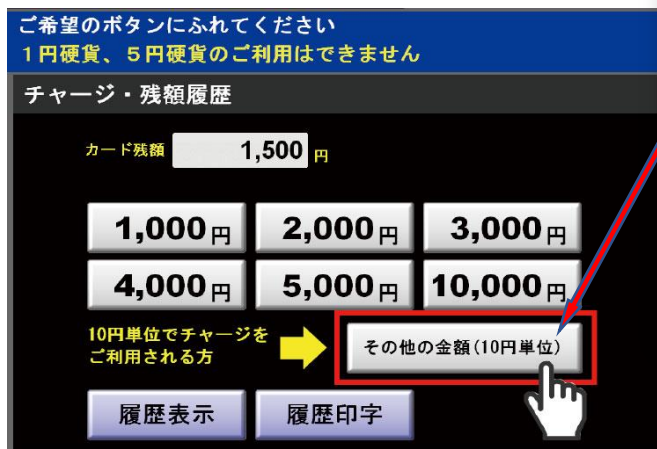 ご希望のボタンにふれてください
1円硬貨、5円硬貨のご利用はできません
チャージ・残額履歴
カード残額 1,500 円
1,000円 2,000円 3,000円
4,000円 5,000円 10,000円
10円単位でチャージを
ご利用される方
その他の金額(10円単位)
履歴表示 履歴印字